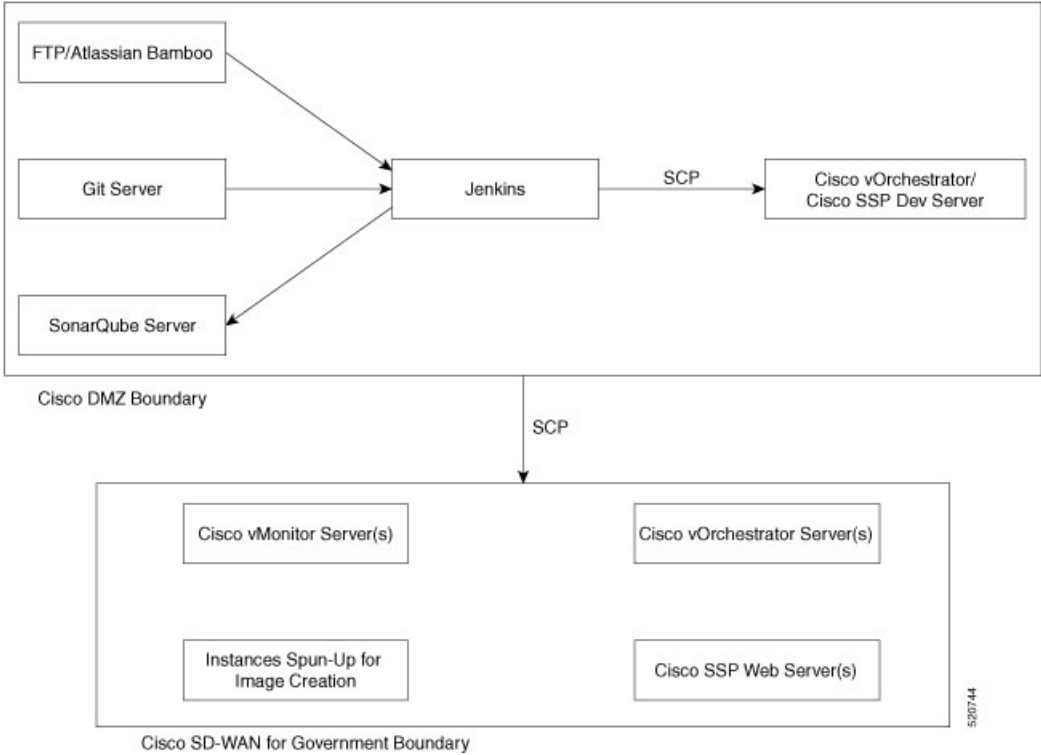 FTP/Atlassian Bamboo
Git Server
Jenkins
SCP
Cisco vOrchestrator/
Cisco SSP Dev Server
SonarQube Server
Cisco DMZ Boundary
SCP
Cisco vMonitor Server(s)
Cisco vOrchestrator Server(s)
Instances Spun-Up for
Image Creation
Cisco SSP Web Server(s)
520744
Cisco SD-WAN for Government Boundary